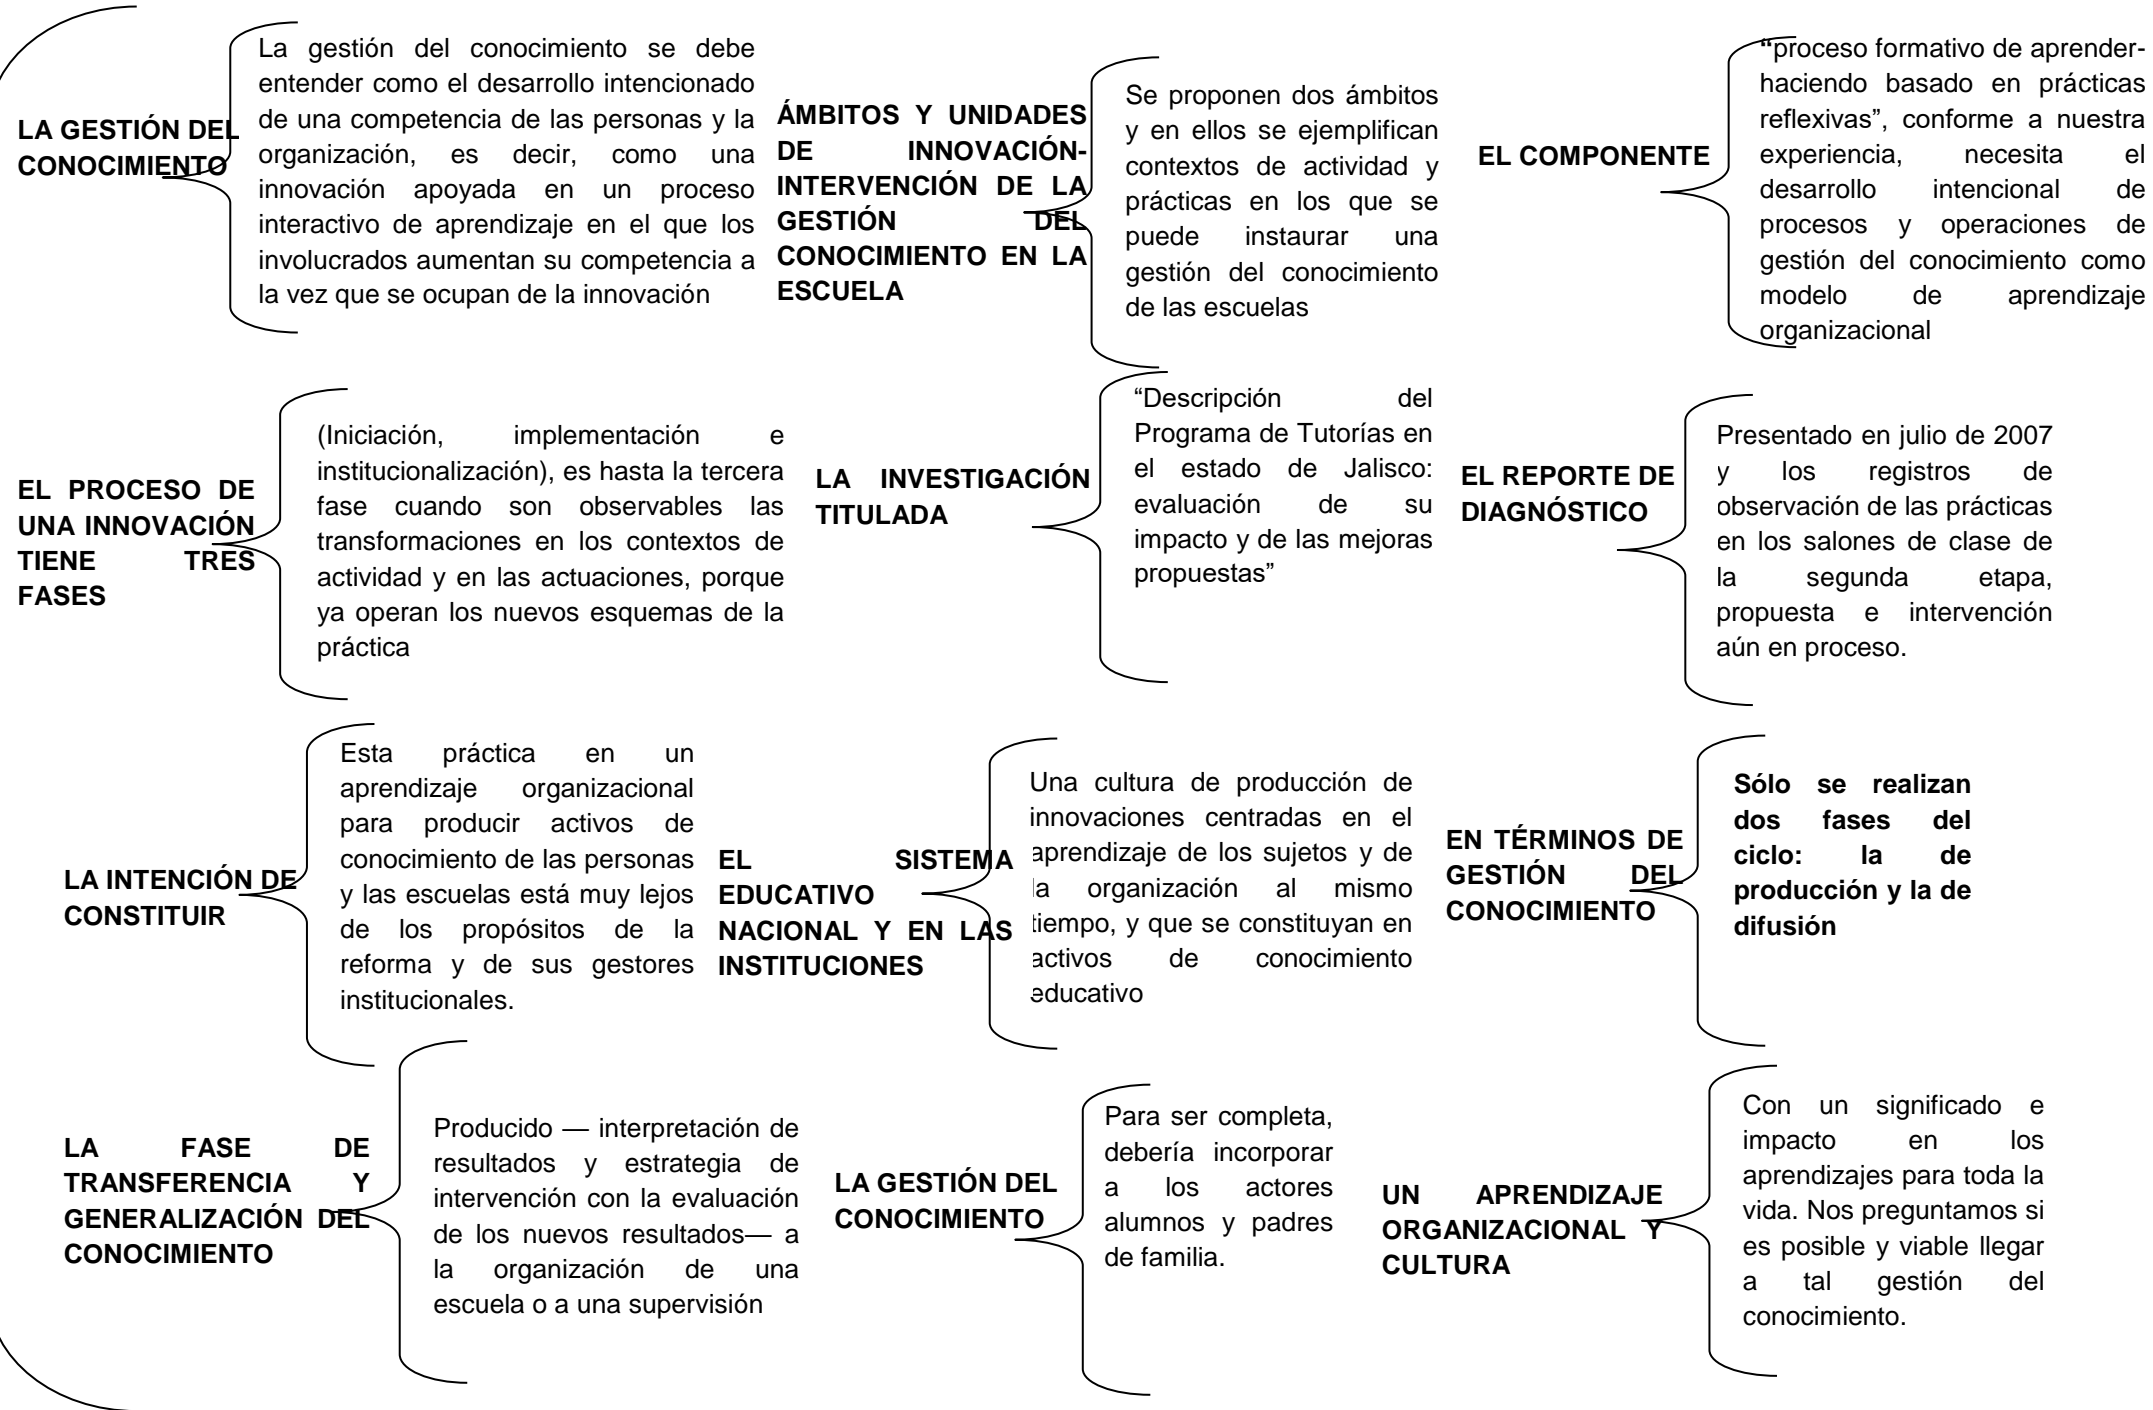 LA GESTIÓN DEL
CONOCIMIENTO
La gestión del conocimiento se debe
entender como el desarrollo intencionado
de una competencia de las personas y la
organización, es decir, como una
innovación apoyada en un proceso
interactivo de aprendizaje en el que los
involucrados aumentan su competencia a
la vez que se ocupan de la innovación
ÁMBITOS Y UNIDADES
DE INNOVACIÓN-
INTERVENCIÓN DE LA
GESTIÓN DEL
CONOCIMIENTO EN LA
ESCUELA
Se proponen dos ámbitos
y en ellos se ejemplifican
contextos de actividad y
prácticas en los que se
puede instaurar una
gestión del conocimiento
de las escuelas
EL COMPONENTE
“proceso formativo de aprender-
haciendo basado en prácticas
reflexivas”, conforme a nuestra
experiencia, necesita el
desarrollo intencional de
procesos y operaciones de
gestión del conocimiento como
modelo de aprendizaje
organizacional
EL PROCESO DE
UNA INNOVACIÓN
TIENE TRES
FASES
(Iniciación, implementación e
institucionalización), es hasta la tercera
fase cuando son observables las
transformaciones en los contextos de
actividad y en las actuaciones, porque
ya operan los nuevos esquemas de la
práctica
LA INVESTIGACIÓN
TITULADA
“Descripción del
Programa de Tutorías en
el estado de Jalisco:
evaluación de su
impacto y de las mejoras
propuestas”
EL REPORTE DE
DIAGNÓSTICO
Presentado en julio de 2007
y los registros de
observación de las prácticas
en los salones de clase de
la segunda etapa,
propuesta e intervención
aún en proceso.
LA INTENCIÓN DE
CONSTITUIR
Esta práctica en un
aprendizaje organizacional
para producir activos de
conocimiento de las personas
y las escuelas está muy lejos
de los propósitos de la
reforma y de sus gestores
institucionales.
EL SISTEMA
EDUCATIVO
NACIONAL Y EN LAS
INSTITUCIONES
Una cultura de producción de
innovaciones centradas en el
aprendizaje de los sujetos y de
la organización al mismo
tiempo, y que se constituyan en
activos de conocimiento
educativo
EN TÉRMINOS DE
GESTIÓN DEL
CONOCIMIENTO
Sólo se realizan
dos fases del
ciclo: la de
producción y la de
difusión
LA FASE DE
TRANSFERENCIA Y
GENERALIZACIÓN DEL
CONOCIMIENTO
Producido — interpretación de
resultados y estrategia de
intervención con la evaluación
de los nuevos resultados— a
la organización de una
escuela o a una supervisión
LA GESTIÓN DEL
CONOCIMIENTO
Para ser completa,
debería incorporar
a los actores
alumnos y padres
de familia.
UN APRENDIZAJE
ORGANIZACIONAL Y
CULTURA
Con un significado e
impacto en los
aprendizajes para toda la
vida. Nos preguntamos si
es posible y viable llegar
a tal gestión del
conocimiento.